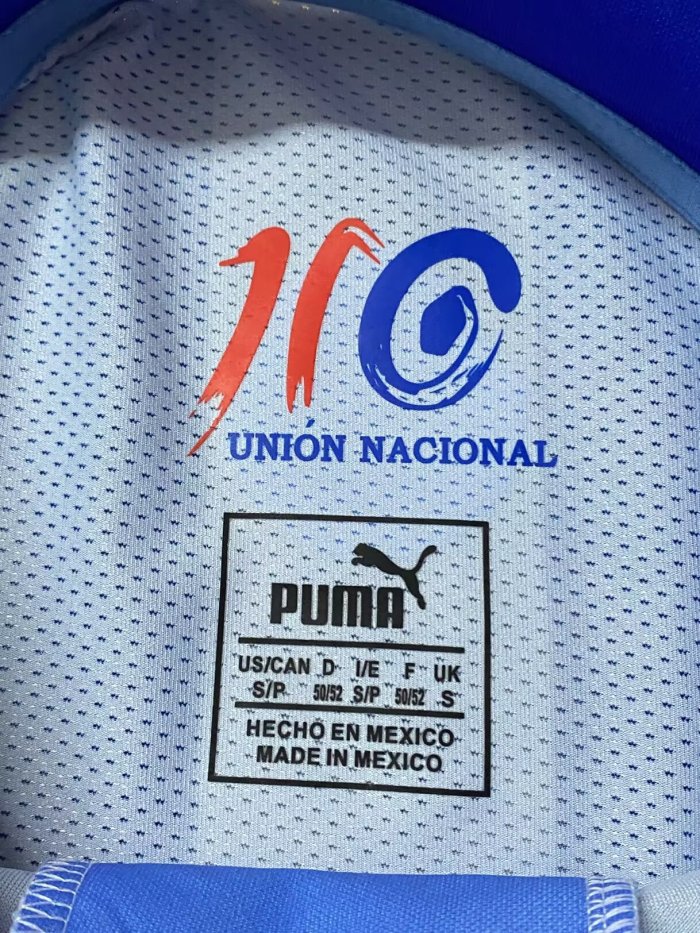 110
UNIÓN NACIONAL
PUMA
US/CAN D I/E F UK
S/P 50/52 S/P 50/52 S
HECHO EN MEXICO
MADE IN MEXICO